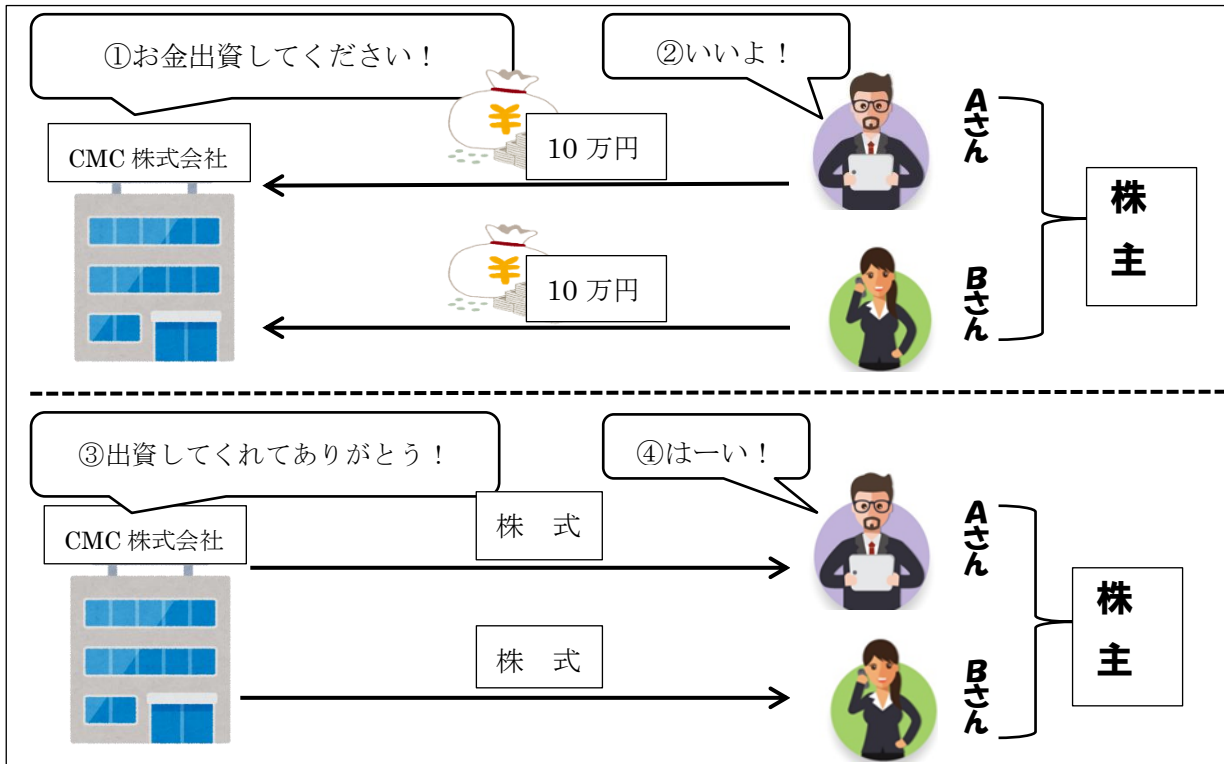 ①お金出資してください！
②いいよ！
CMC 株式会社
¥
10 万円
Aさん
¥
10 万円
Bさん
株
主
③出資してくれてありがとう！
④はーい！
CMC 株式会社
株　式
Aさん
株　式
Bさん
株
主